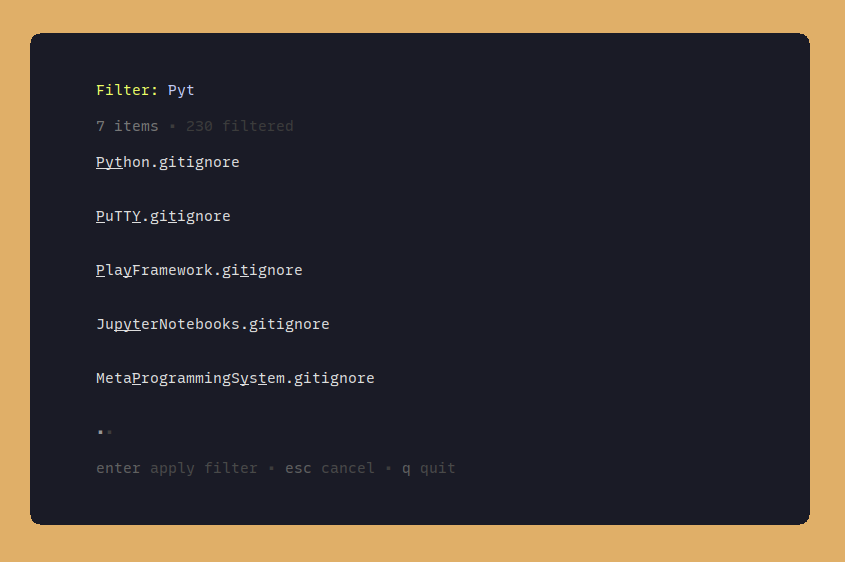 Filter: Pyt
7 items • 230 filtered
Python.gitignore
PuTTY.gitignore
PlayFramework.gitignore
JupyterNotebooks.gitignore
MetaProgrammingSystem.gitignore
••
enter apply filter • esc cancel • q quit